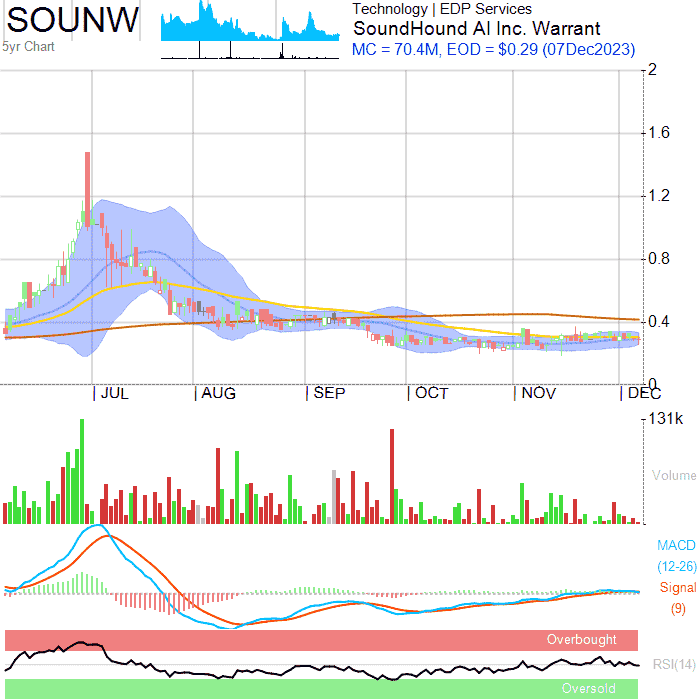 SOUNW
5yr Chart
Technology | EDP Services
SoundHound AI Inc. Warrant
MC = 70.4M, EOD = $0.29 (07Dec2023)
2
1.6
1.2
0.8
0.4
0
JUL AUG SEP OCT NOV DEC
131k
Volume
MACD
(12-26)
Signal
(9)
Overbought
RSI(14)
Oversold